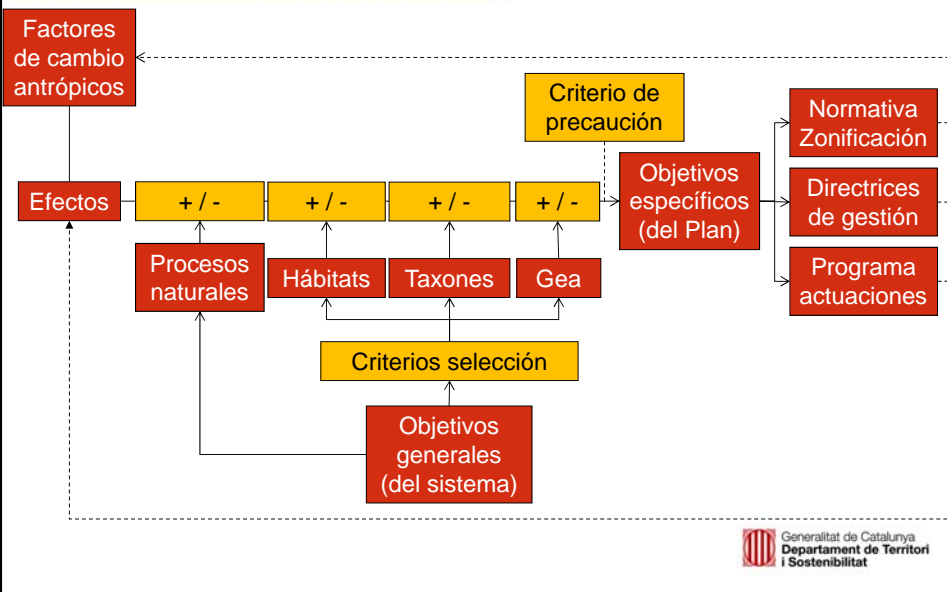 Factores
de cambio
antrópicos
Criterio de
precaución
Normativa
Zonificación
Efectos
+ / -
+ / -
+ / -
+ / -
Objetivos
específicos
(del Plan)
Directrices
de gestión
Procesos
naturales
Hábitats
Taxones
Gea
Programa
actuaciones
Criterios selección
Objetivos
generales
(del sistema)
Generalitat de Catalunya
Departament de Territori
i Sostenibilitat